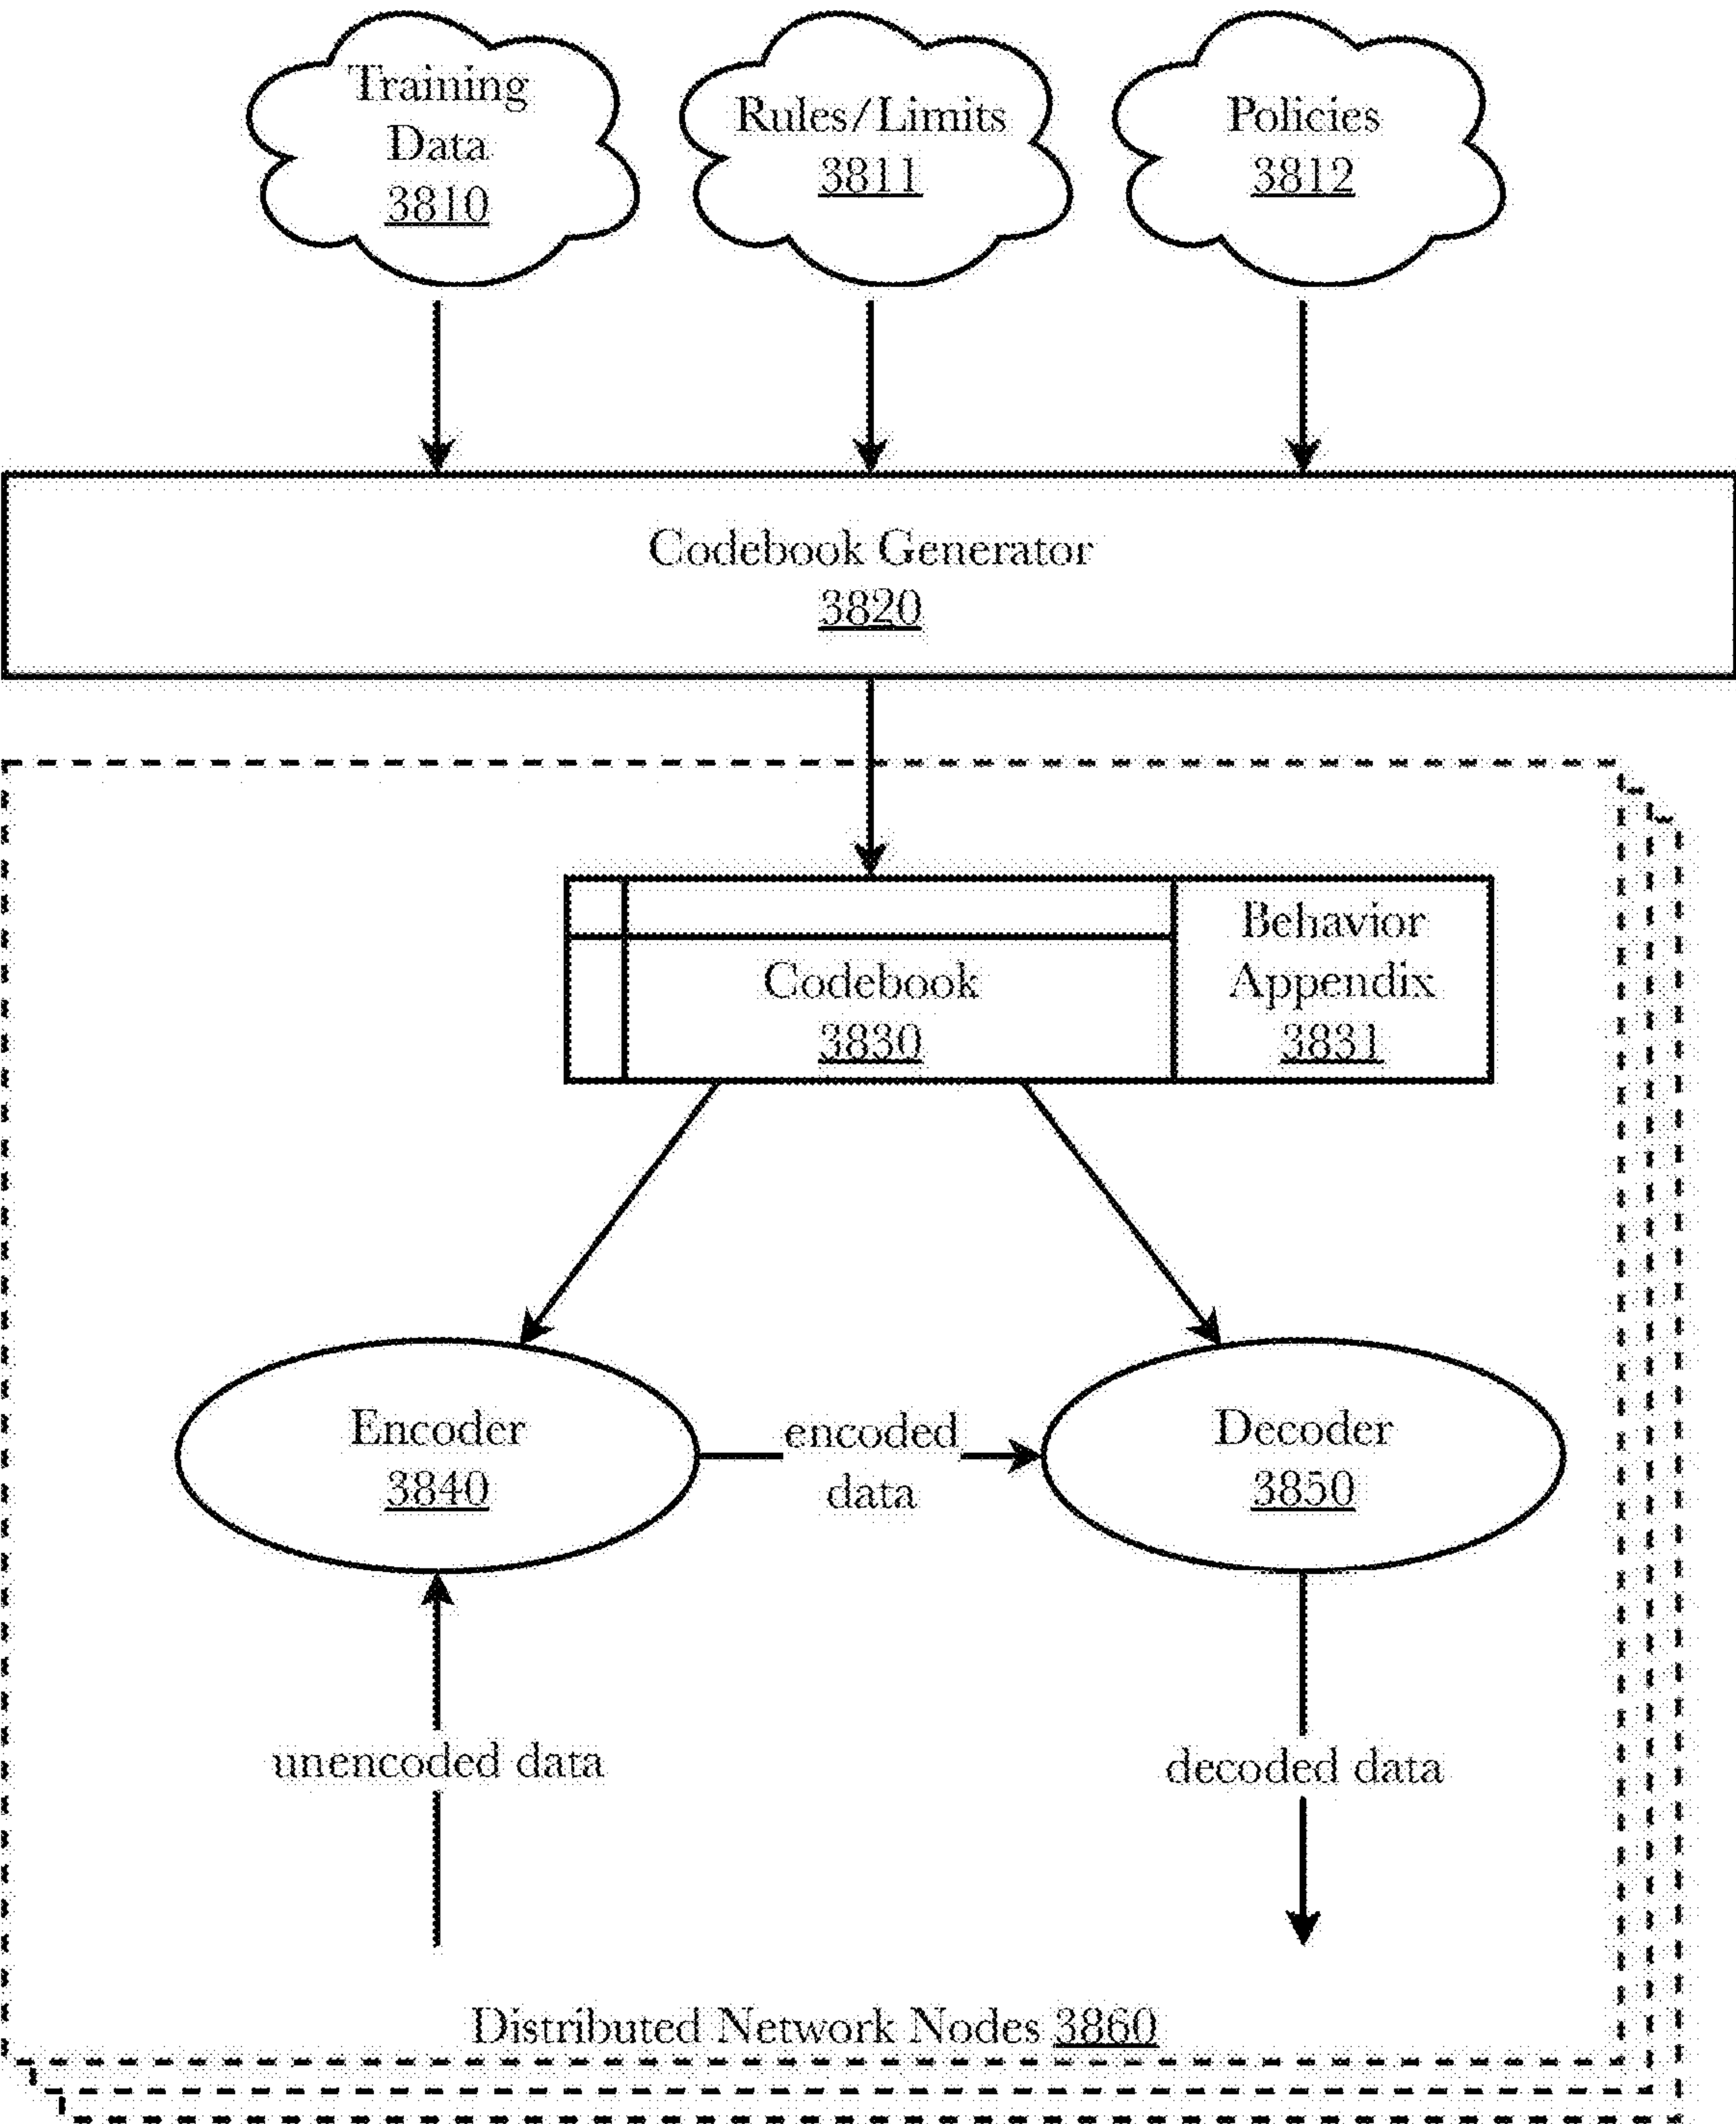 Training
Data
3810
Rules/Limits
3811
Policies
3812
Codebook Generator
3820
Codebook
3830
Behavior
Appendix
3831
Encoder
3840
encoded
data
Decoder
3850
unencoded data
decoded data
Distributed Network Nodes 3860